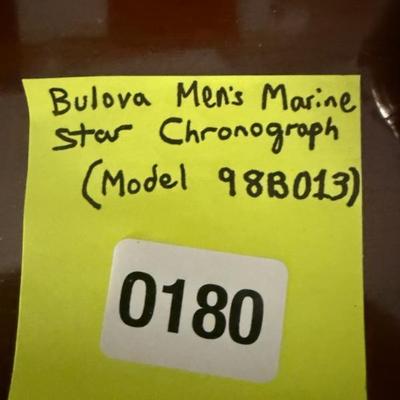 Bulova Men's Marine
Star Chronograph
(Model 98B013)
0180